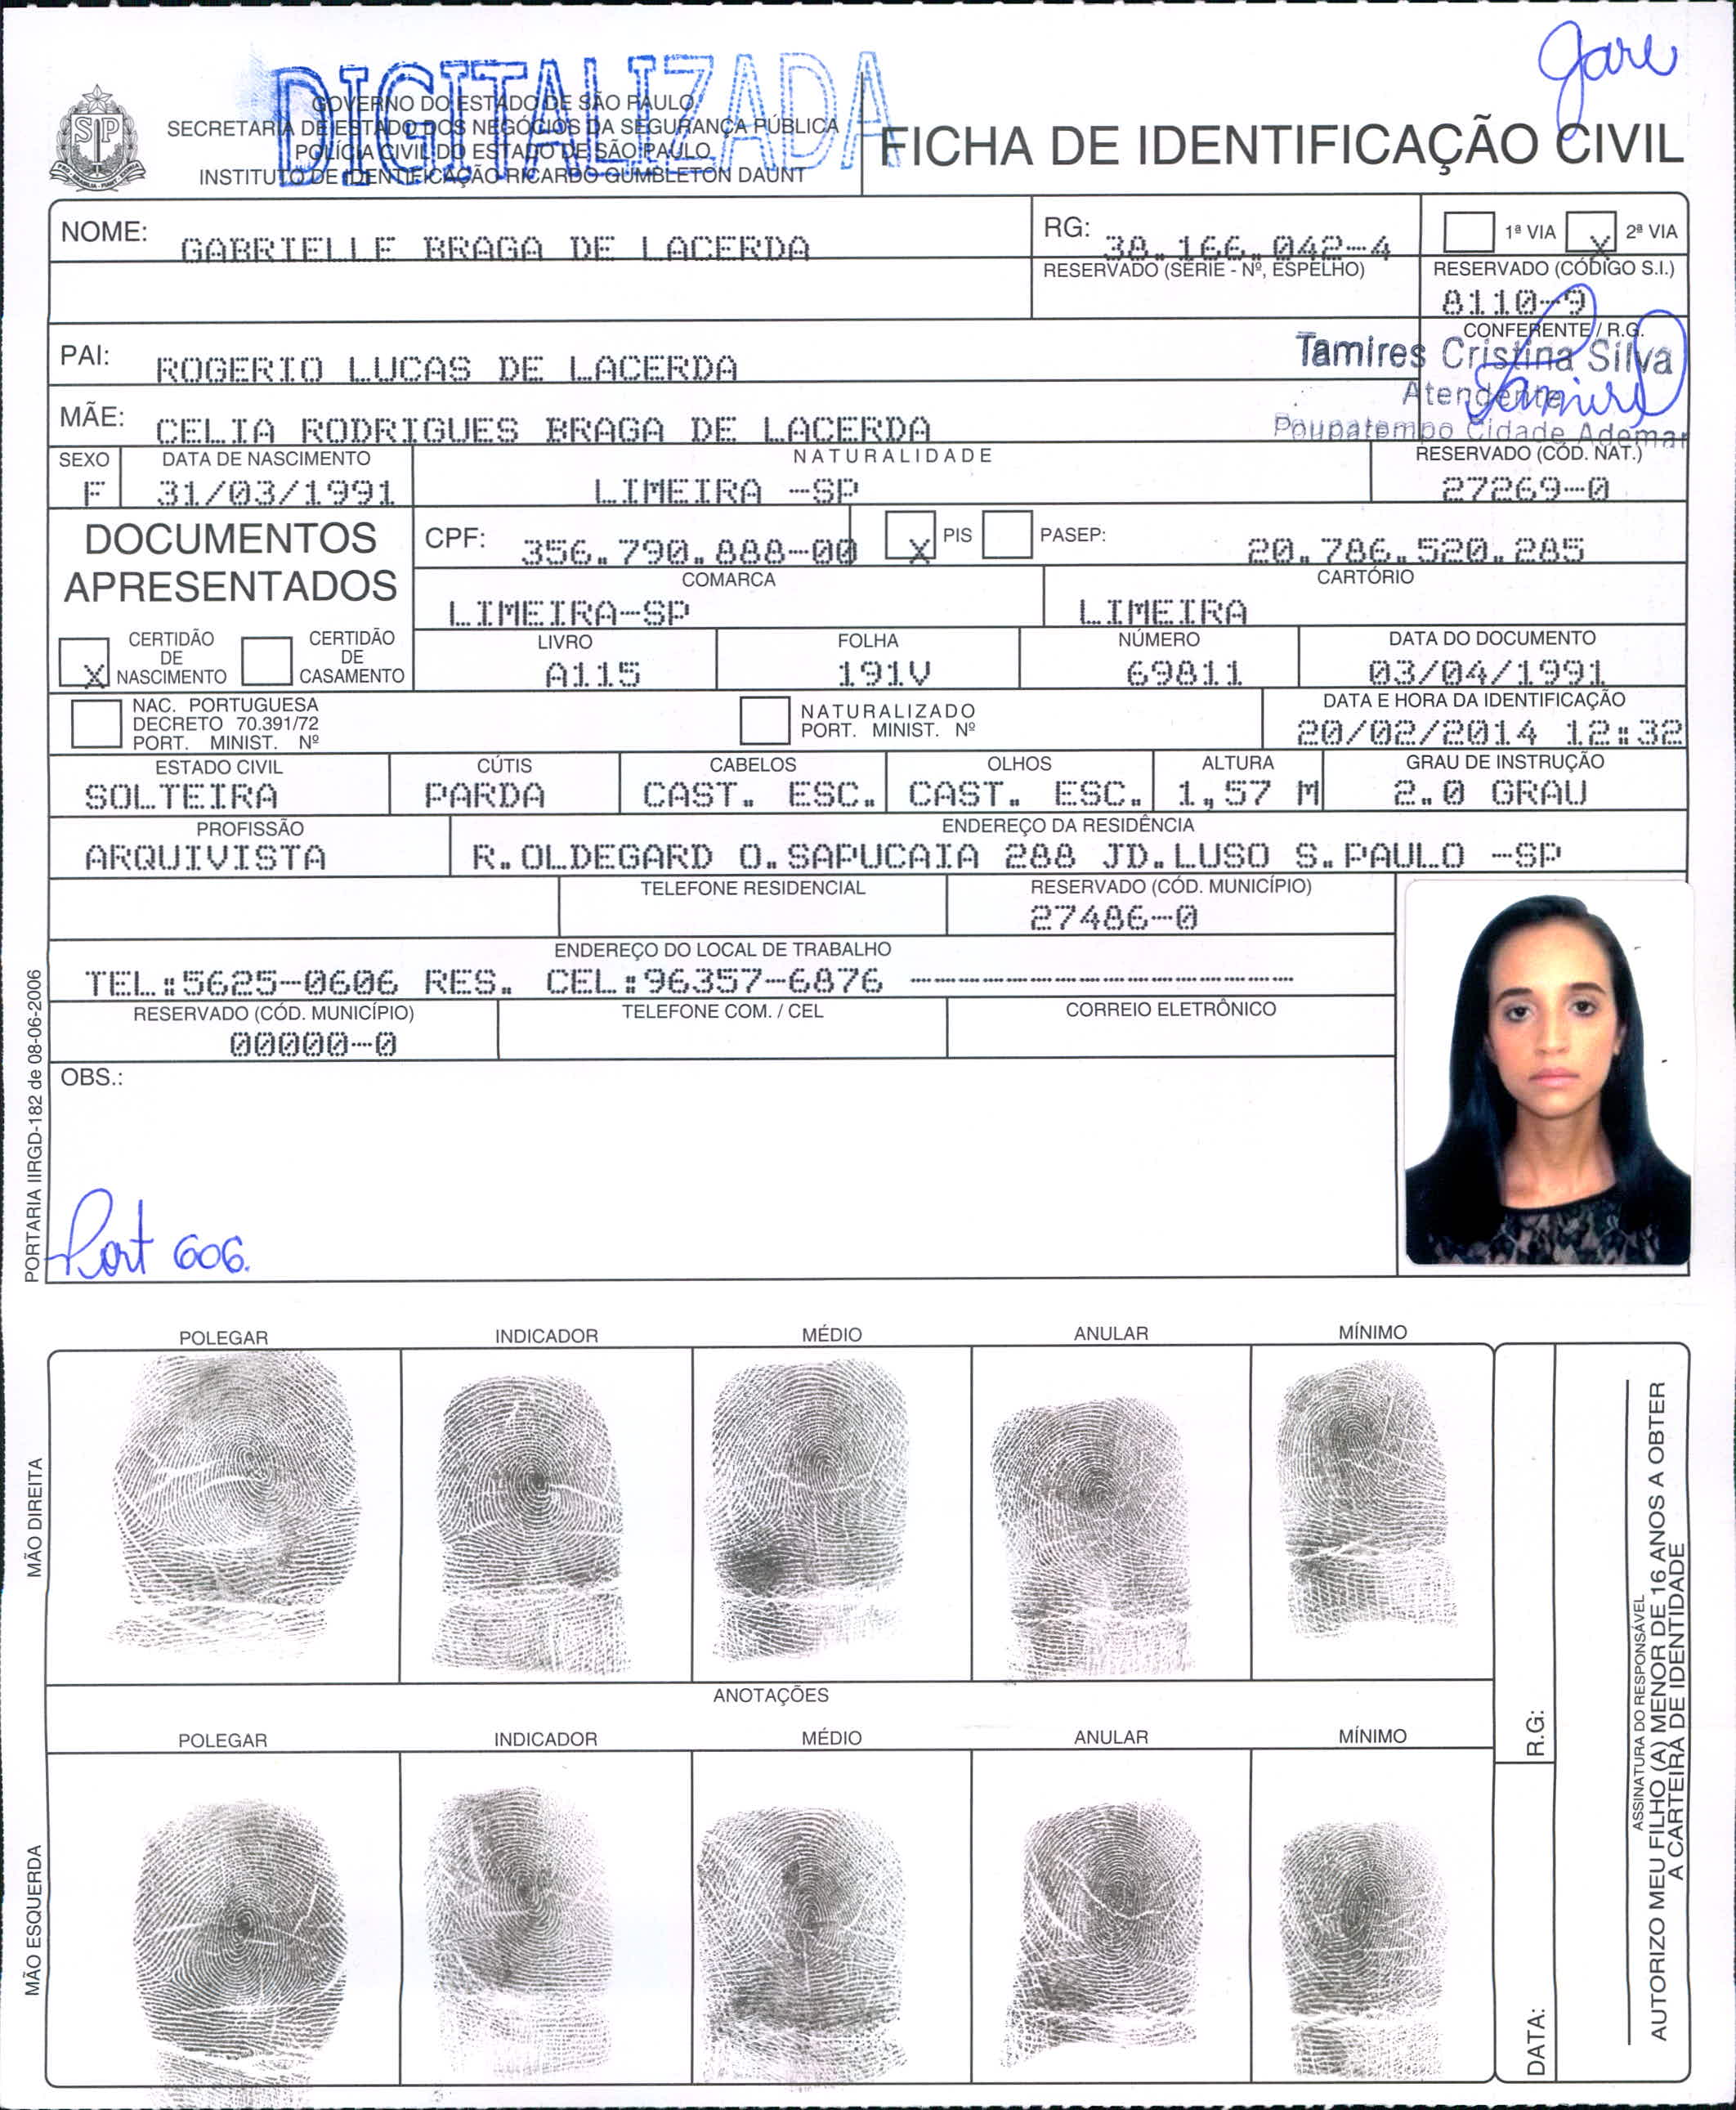 Gare
DIGITALIZADA
GOVERNO DO ESTADO DE SÃO PAULO
SECRETARIA DE ESTADO DOS NEGÓCIOS DA SEGURANÇA PÚBLICA
POLÍCIA CIVIL DO ESTADO DE SÃO PAULO
INSTITUTO DE IDENTIFICAÇÃO RICARDO GUMBLETON DAUNT
FICHA DE IDENTIFICAÇÃO CIVIL
NOME: GABRIELLE BRAGA DE LACERDA
RG: 38.166.042-4
1ª VIA X 2ª VIA
RESERVADO (SÉRIE - Nº, ESPELHO)
RESERVADO (CÓDIGO S.I.)
8110-9
CONFERENTE / R.G.
PAI: ROGERIO LUCAS DE LACERDA
Tamires Cristina Silva
Atendente
Poupatempo Cidade Ademar
MÃE: CELIA RODRIGUES BRAGA DE LACERDA
SEXO DATA DE NASCIMENTO NATURALIDADE RESERVADO (CÓD. NAT.)
F 31/03/1991 LIMEIRA -SP 27269-0
DOCUMENTOS
APRESENTADOS
CPF: 356.790.888-00 X PIS PASEP: 20.786.520.285
COMARCA CARTÓRIO
LIMEIRA-SP LIMEIRA
X CERTIDÃO DE NASCIMENTO
CERTIDÃO DE CASAMENTO
LIVRO FOLHA NÚMERO DATA DO DOCUMENTO
A115 191V 69811 03/04/1991
NAC. PORTUGUESA
DECRETO 70.391/72
PORT. MINIST. Nº
NATURALIZADO
PORT. MINIST. Nº
DATA E HORA DA IDENTIFICAÇÃO
20/02/2014 12:32
ESTADO CIVIL CÚTIS CABELOS OLHOS ALTURA GRAU DE INSTRUÇÃO
SOLTEIRA PARDA CAST. ESC. CAST. ESC. 1,57 M 2.0 GRAU
PROFISSÃO ENDEREÇO DA RESIDÊNCIA
ARQUIVISTA R.OLDEGARD O.SAPUCAIA 288 JD.LUSO S.PAULO -SP
TELEFONE RESIDENCIAL RESERVADO (CÓD. MUNICÍPIO)
27486-0
ENDEREÇO DO LOCAL DE TRABALHO
TEL:5625-0606 RES. CEL:96357-6876 --------------------------------
RESERVADO (CÓD. MUNICÍPIO) TELEFONE COM. / CEL CORREIO ELETRÔNICO
00000-0
OBS.:
Port 606.
PORTARIA IIRGD-182 de 08-06-2006
POLEGAR INDICADOR MÉDIO ANULAR MÍNIMO
MÃO DIREITA
ANOTAÇÕES
POLEGAR INDICADOR MÉDIO ANULAR MÍNIMO
MÃO ESQUERDA
R.G:
DATA:
ASSINATURA DO RESPONSÁVEL
AUTORIZO MEU FILHO (A) MENOR DE 16 ANOS A OBTER
A CARTEIRA DE IDENTIDADE